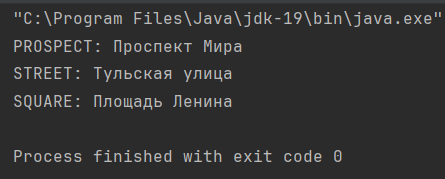 "C:\Program Files\Java\jdk-19\bin\java.exe"
PROSPECT: Проспект Мира
STREET: Тульская улица
SQUARE: Площадь Ленина
Process finished with exit code 0